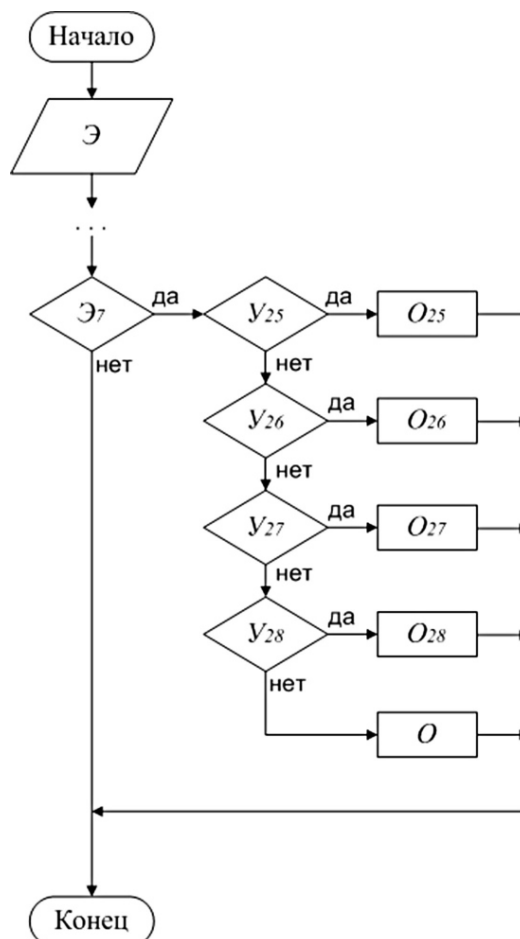 Начало
Э
...
Э7 да У25 да О25
нет нет
У26 да О26
нет
У27 да О27
нет
У28 да О28
нет
О
Конец